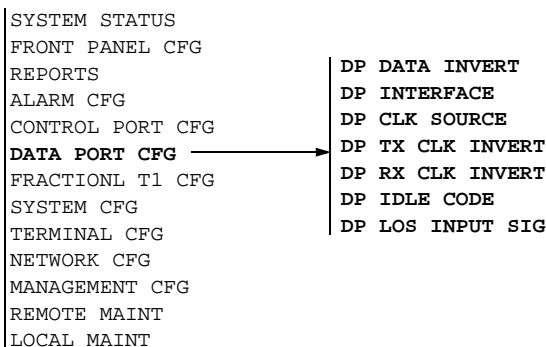 SYSTEM STATUS
FRONT PANEL CFG
REPORTS
ALARM CFG
CONTROL PORT CFG
DATA PORT CFG
FRACTIONL T1 CFG
SYSTEM CFG
TERMINAL CFG
NETWORK CFG
MANAGEMENT CFG
REMOTE MAINT
LOCAL MAINT
DP DATA INVERT
DP INTERFACE
DP CLK SOURCE
DP TX CLK INVERT
DP RX CLK INVERT
DP IDLE CODE
DP LOS INPUT SIG